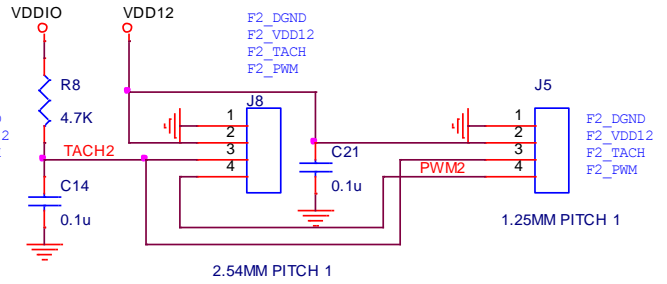 VDDIO
VDD12
F2_DGND
F2_VDD12
F2_TACH
F2_PWM
R8
4.7K
J8
1
2
3
4
J5
1
2
3
4
F2_DGND
F2_VDD12
F2_TACH
F2_PWM
2
TACH2
C21
0.1u
PWM2
C14
0.1u
1.25MM PITCH 1
2.54MM PITCH 1